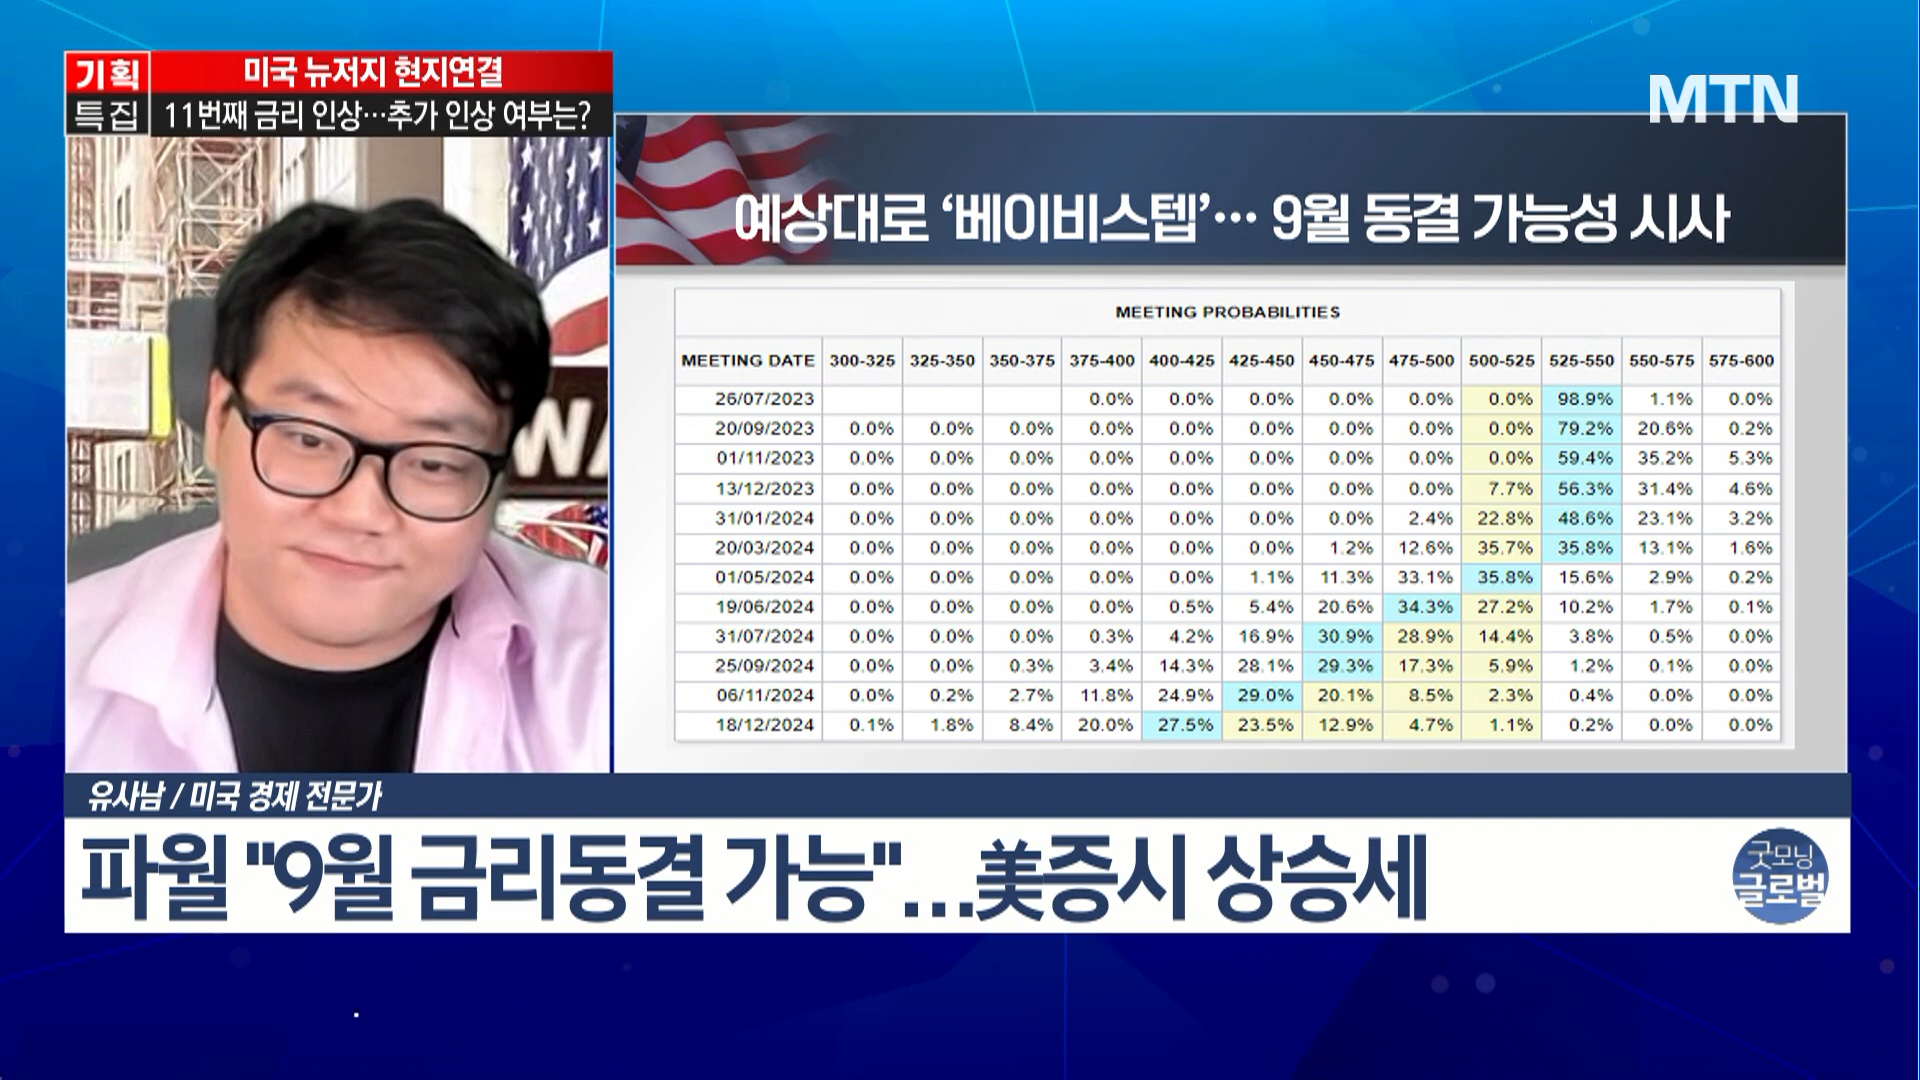 기획
특집
미국 뉴저지 현지연결
11번째 금리 인상…추가 인상 여부는?
MTN
예상대로 ‘베이비스텝’… 9월 동결 가능성 시사
MEETING PROBABILITIES
MEETING DATE 300-325 325-350 350-375 375-400 400-425 425-450 450-475 475-500 500-525 525-550 550-575 575-600
26/07/2023 0.0% 0.0% 0.0% 0.0% 0.0% 0.0% 98.9% 1.1% 0.0%
20/09/2023 0.0% 0.0% 0.0% 0.0% 0.0% 0.0% 0.0% 0.0% 0.0% 79.2% 20.6% 0.2%
01/11/2023 0.0% 0.0% 0.0% 0.0% 0.0% 0.0% 0.0% 0.0% 0.0% 59.4% 35.2% 5.3%
13/12/2023 0.0% 0.0% 0.0% 0.0% 0.0% 0.0% 0.0% 0.0% 7.7% 56.3% 31.4% 4.6%
31/01/2024 0.0% 0.0% 0.0% 0.0% 0.0% 0.0% 0.0% 2.4% 22.8% 48.6% 23.1% 3.2%
20/03/2024 0.0% 0.0% 0.0% 0.0% 0.0% 0.0% 1.2% 12.6% 35.7% 35.8% 13.1% 1.6%
01/05/2024 0.0% 0.0% 0.0% 0.0% 0.0% 1.1% 11.3% 33.1% 35.8% 15.6% 2.9% 0.2%
19/06/2024 0.0% 0.0% 0.0% 0.0% 0.5% 5.4% 20.6% 34.3% 27.2% 10.2% 1.7% 0.1%
31/07/2024 0.0% 0.0% 0.0% 0.3% 4.2% 16.9% 30.9% 28.9% 14.4% 3.8% 0.5% 0.0%
25/09/2024 0.0% 0.0% 0.3% 3.4% 14.3% 28.1% 29.3% 17.3% 5.9% 1.2% 0.1% 0.0%
06/11/2024 0.0% 0.2% 2.7% 11.8% 24.9% 29.0% 20.1% 8.5% 2.3% 0.4% 0.0% 0.0%
18/12/2024 0.1% 1.8% 8.4% 20.0% 27.5% 23.5% 12.9% 4.7% 1.1% 0.2% 0.0% 0.0%
유사남 / 미국 경제 전문가
파월 "9월 금리동결 가능"...美증시 상승세
굿모닝
글로벌